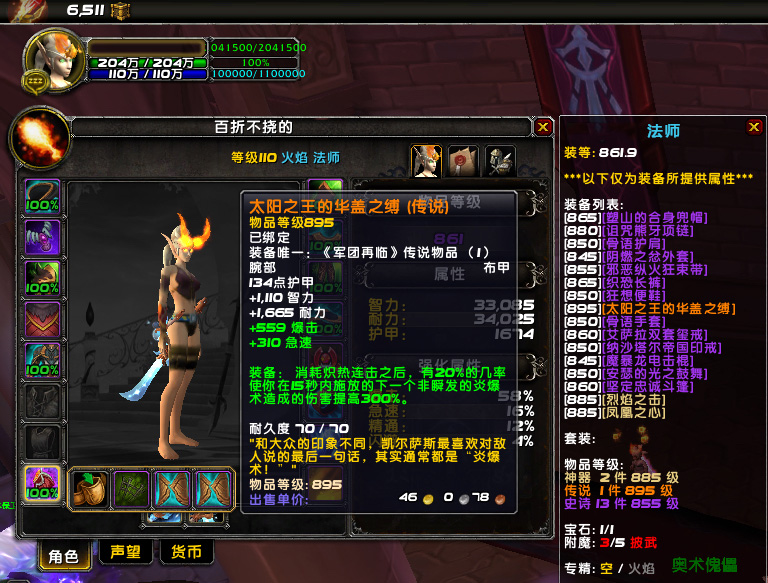 6,511
204万/204万
041500/2041500
100%
110万/110万
100000/1100000
百折不挠的
等级110 火焰 法师
物品等级
861
属性
智力: 33,085
耐力: 34,025
护甲: 1674
强化属性
58%
急速: 16%
精通: 12%
4%
100%
100%
100%
100%
太阳之王的华盖之缚 (传说)
物品等级895
已绑定
装备唯一：《军团再临》传说物品（1）
腕部 布甲
134点护甲
+1,110 智力
+1,665 耐力
+559 爆击
+310 急速
装备： 消耗炽热连击之后，有20%的几率
使你在15秒内施放的下一个非瞬发的炎爆
术造成的伤害提高300%。
耐久度 70 / 70
"和大众的印象不同，凯尔萨斯最喜欢对敌
人说的最后一句话，其实通常都是“炎爆
术！”"
物品等级: 895
出售单价: 46 0 78
角色
声望
货币
法师
装等: 861.9
***以下仅为装备所提供属性***
装备列表:
[865][塑山的合身兜帽]
[880][诅咒熊牙项链]
[850][骨语护肩]
[845][阴燃之忿外套]
[855][邪恶纵火狂束带]
[865][织恐长裤]
[850][狂想便鞋]
[895][太阳之王的华盖之缚]
[850][骨语手套]
[860][艾萨拉双套玺戒]
[850][纳沙塔尔帝国印戒]
[845][魔暴龙电击棍]
[850][安瑟的光之鼓舞]
[860][坚定忠诚斗篷]
[885][烈焰之击]
[885][凤凰之心]
套装:
物品等级:
神器 2 件 885 级
传说 1 件 895 级
史诗 13 件 855 级
宝石: 1/1
附魔: 3/5 披武
专精: 空 / 火焰
奥术傀儡